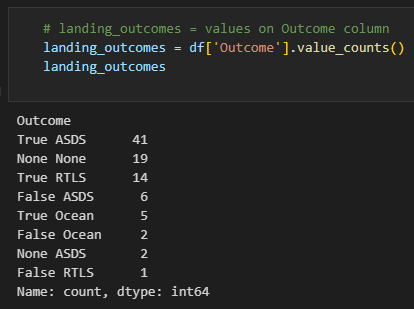 # landing_outcomes = values on Outcome column
landing_outcomes = df['Outcome'].value_counts()
landing_outcomes
Outcome
True ASDS 41
None None 19
True RTLS 14
False ASDS 6
True Ocean 5
False Ocean 2
None ASDS 2
False RTLS 1
Name: count, dtype: int64